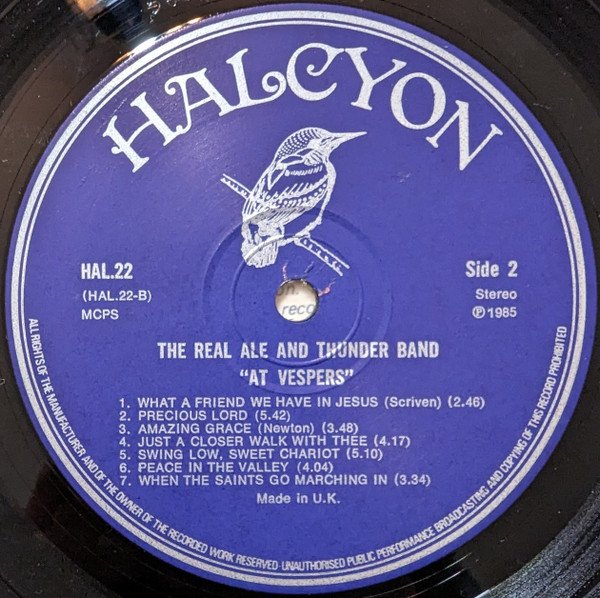 HALCYON
HAL.22
(HAL.22-B)
MCPS
Side 2
Stereo
℗1985
THE REAL ALE AND THUNDER BAND
“AT VESPERS”
1. WHAT A FRIEND WE HAVE IN JESUS (Scriven) (2.46)
2. PRECIOUS LORD (5.42)
3. AMAZING GRACE (Newton) (3.48)
4. JUST A CLOSER WALK WITH THEE (4.17)
5. SWING LOW, SWEET CHARIOT (5.10)
6. PEACE IN THE VALLEY (4.04)
7. WHEN THE SAINTS GO MARCHING IN (3.34)
Made in U.K.
ALL RIGHTS OF THE MANUFACTURER AND OF THE OWNER OF THE RECORDED WORK RESERVED·UNAUTHORISED PUBLIC PERFORMANCE BROADCASTING AND COPYING OF THIS RECORD PROHIBITED